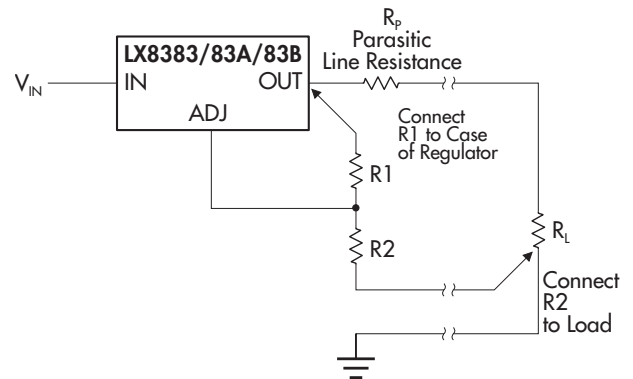 R_P
Parasitic
Line Resistance
LX8383/83A/83B
V_IN
IN
OUT
ADJ
Connect
R1 to Case
of Regulator
R1
R2
R_L
Connect
R2
to Load